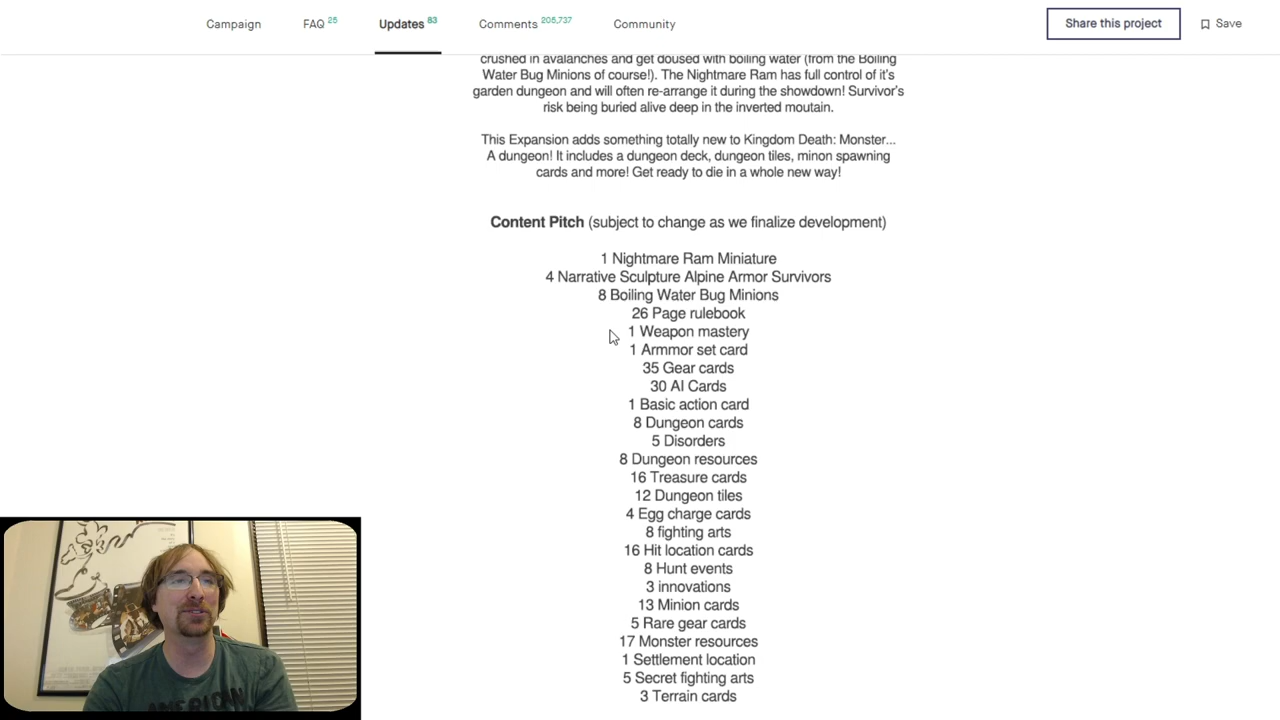 Campaign FAQ 25 Updates 83 Comments 205,737 Community Share this project Save
crushed in avalanches and get doused with boiling water (from the Boiling
Water Bug Minions of course!). The Nightmare Ram has full control of it's
garden dungeon and will often re-arrange it during the showdown! Survivor's
risk being buried alive deep in the inverted moutain.
This Expansion adds something totally new to Kingdom Death: Monster...
A dungeon! It includes a dungeon deck, dungeon tiles, minon spawning
cards and more! Get ready to die in a whole new way!
Content Pitch (subject to change as we finalize development)
1 Nightmare Ram Miniature
4 Narrative Sculpture Alpine Armor Survivors
8 Boiling Water Bug Minions
26 Page rulebook
1 Weapon mastery
1 Armmor set card
35 Gear cards
30 AI Cards
1 Basic action card
8 Dungeon cards
5 Disorders
8 Dungeon resources
16 Treasure cards
12 Dungeon tiles
4 Egg charge cards
8 fighting arts
16 Hit location cards
8 Hunt events
3 innovations
13 Minion cards
5 Rare gear cards
17 Monster resources
1 Settlement location
5 Secret fighting arts
3 Terrain cards
AMERICAN